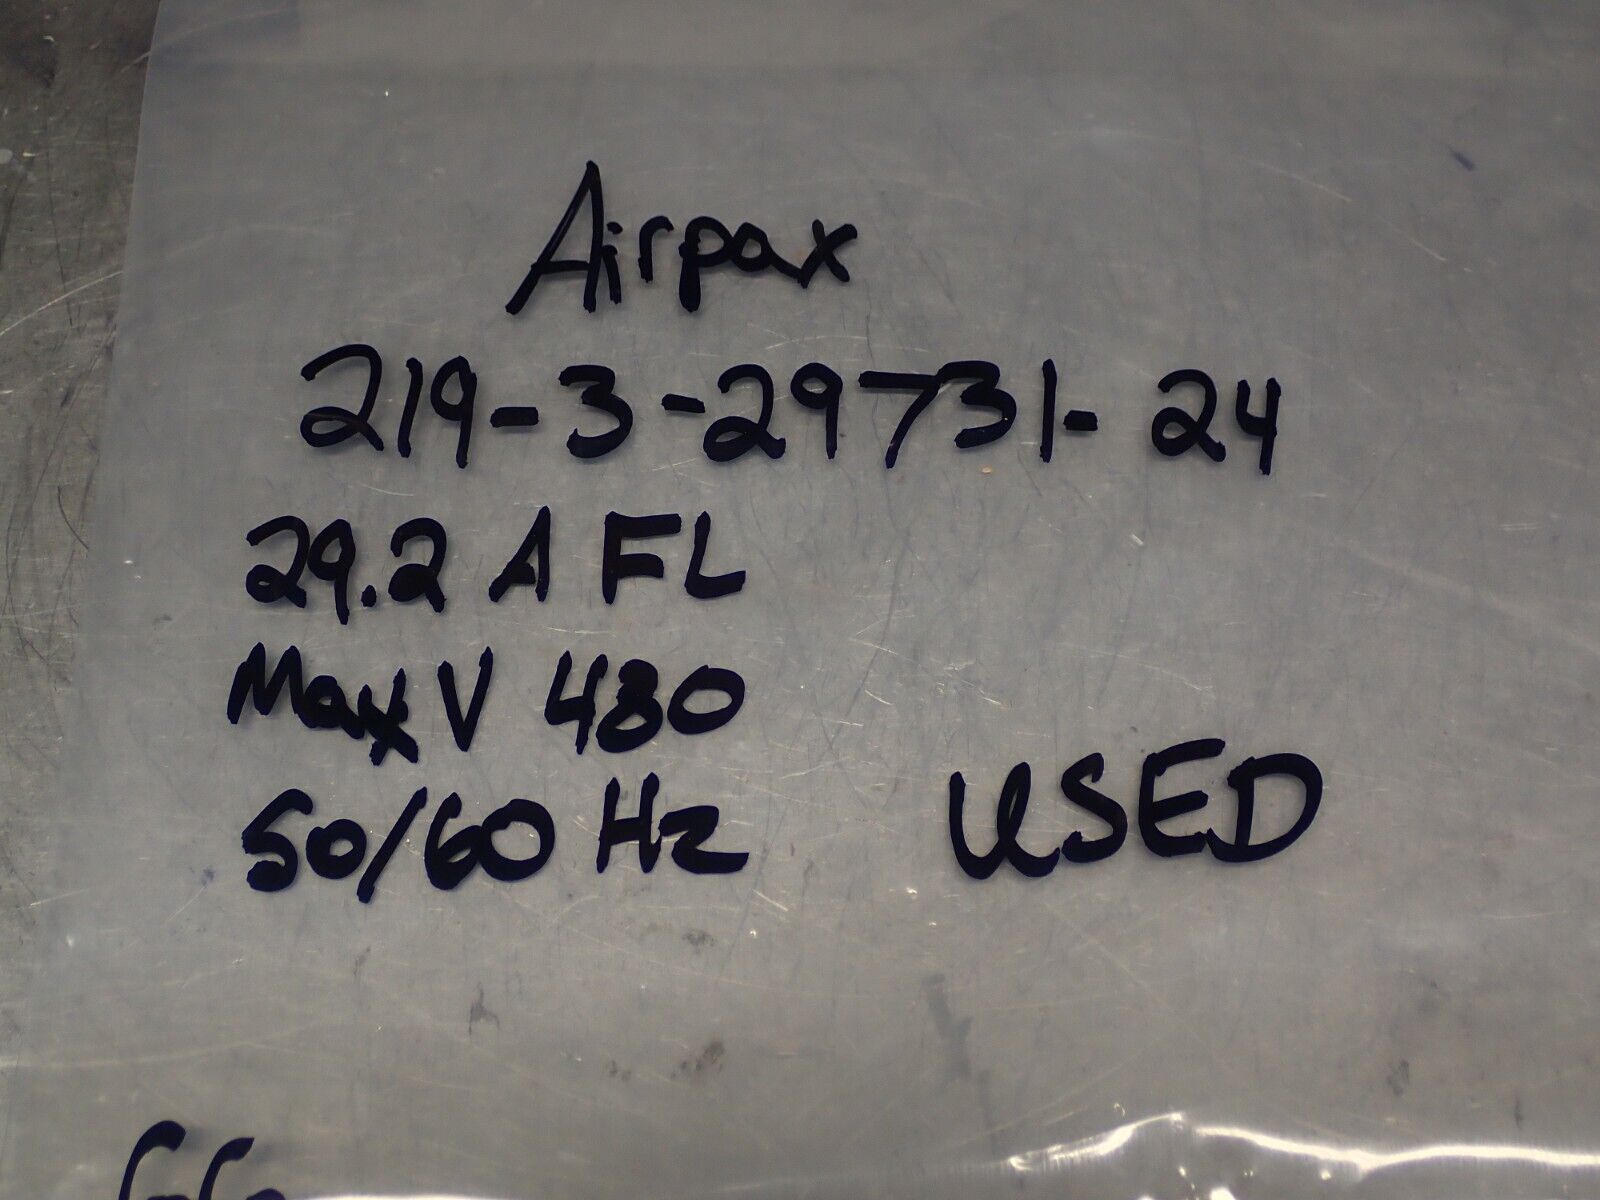 Airpax
219-3-29731-24
29.2 A FL
Max V 480
50/60 Hz
USED